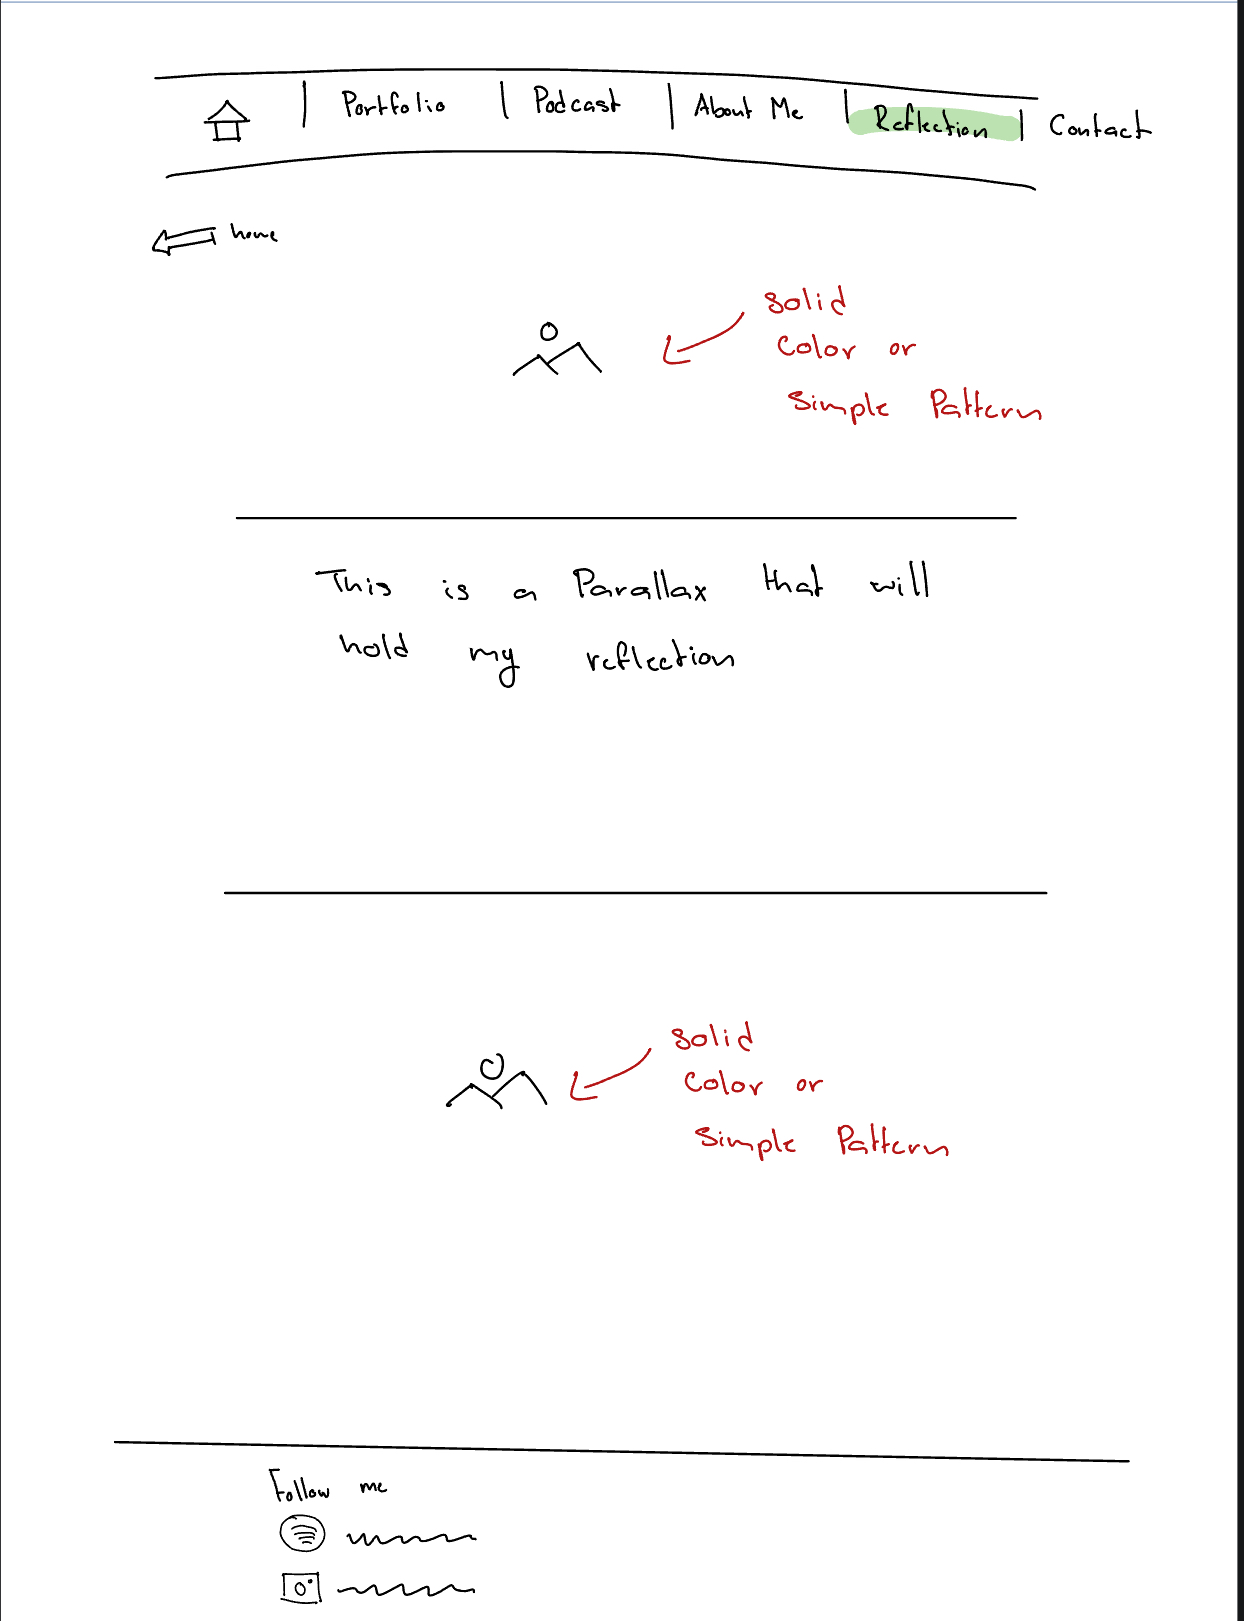 Portfolio | Podcast | About Me | Reflection | Contact
home
Solid
Color or
Simple Pattern
This is a Parallax that will
hold my reflection
Solid
Color or
Simple Pattern
Follow me